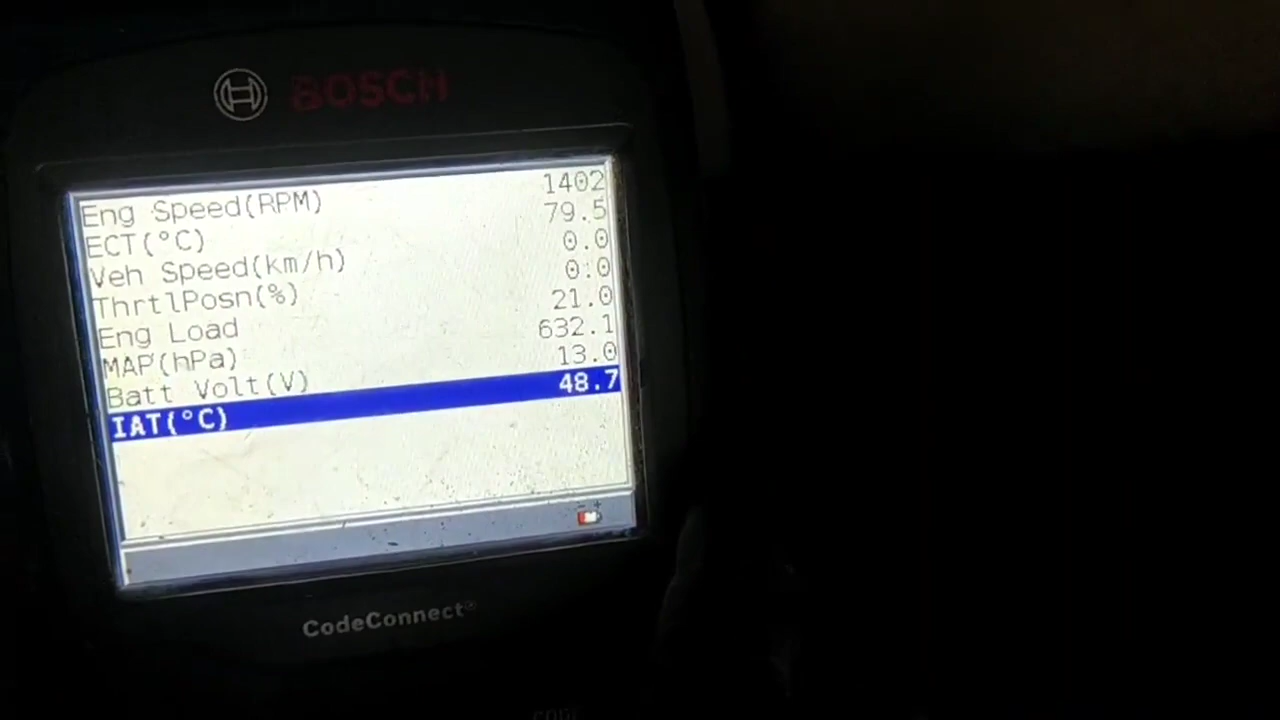 BOSCH
Eng Speed(RPM) 1402
ECT(°C) 79.5
Veh Speed(km/h) 0.0
ThrtlPosn(%) 0.0
Eng Load 21.0
MAP(hPa) 632.1
Batt Volt(V) 13.0
IAT(°C) 48.7
- +
CodeConnect®